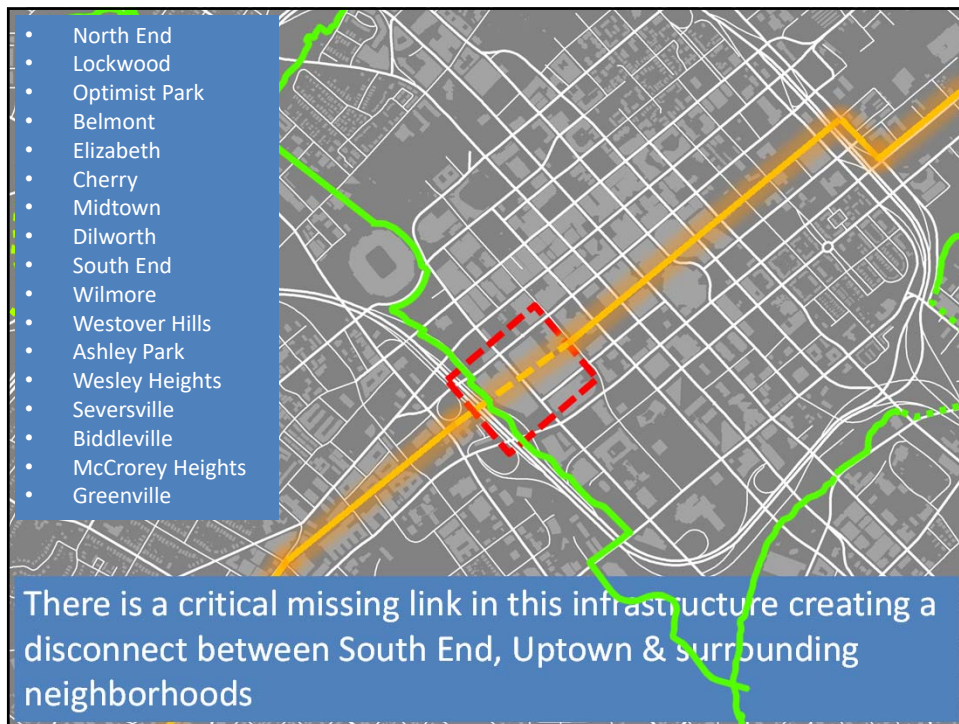 • North End
• Lockwood
• Optimist Park
• Belmont
• Elizabeth
• Cherry
• Midtown
• Dilworth
• South End
• Wilmore
• Westover Hills
• Ashley Park
• Wesley Heights
• Seversville
• Biddleville
• McCrorey Heights
• Greenville
There is a critical missing link in this infrastructure creating a
disconnect between South End, Uptown & surrounding
neighborhoods